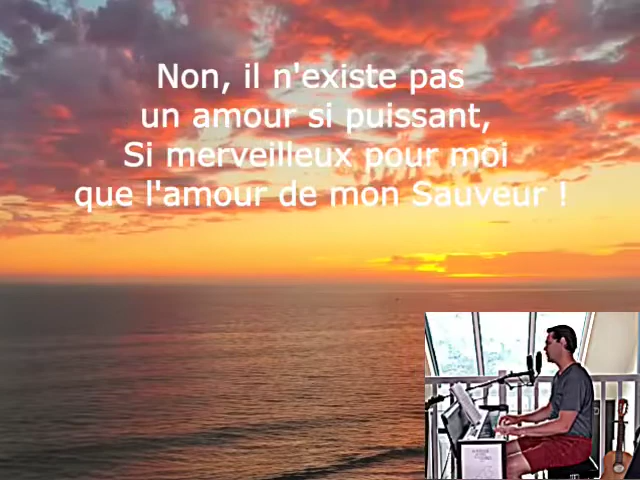 Non, il n'existe pas
un amour si puissant,
Si merveilleux pour moi
que l'amour de mon Sauveur !